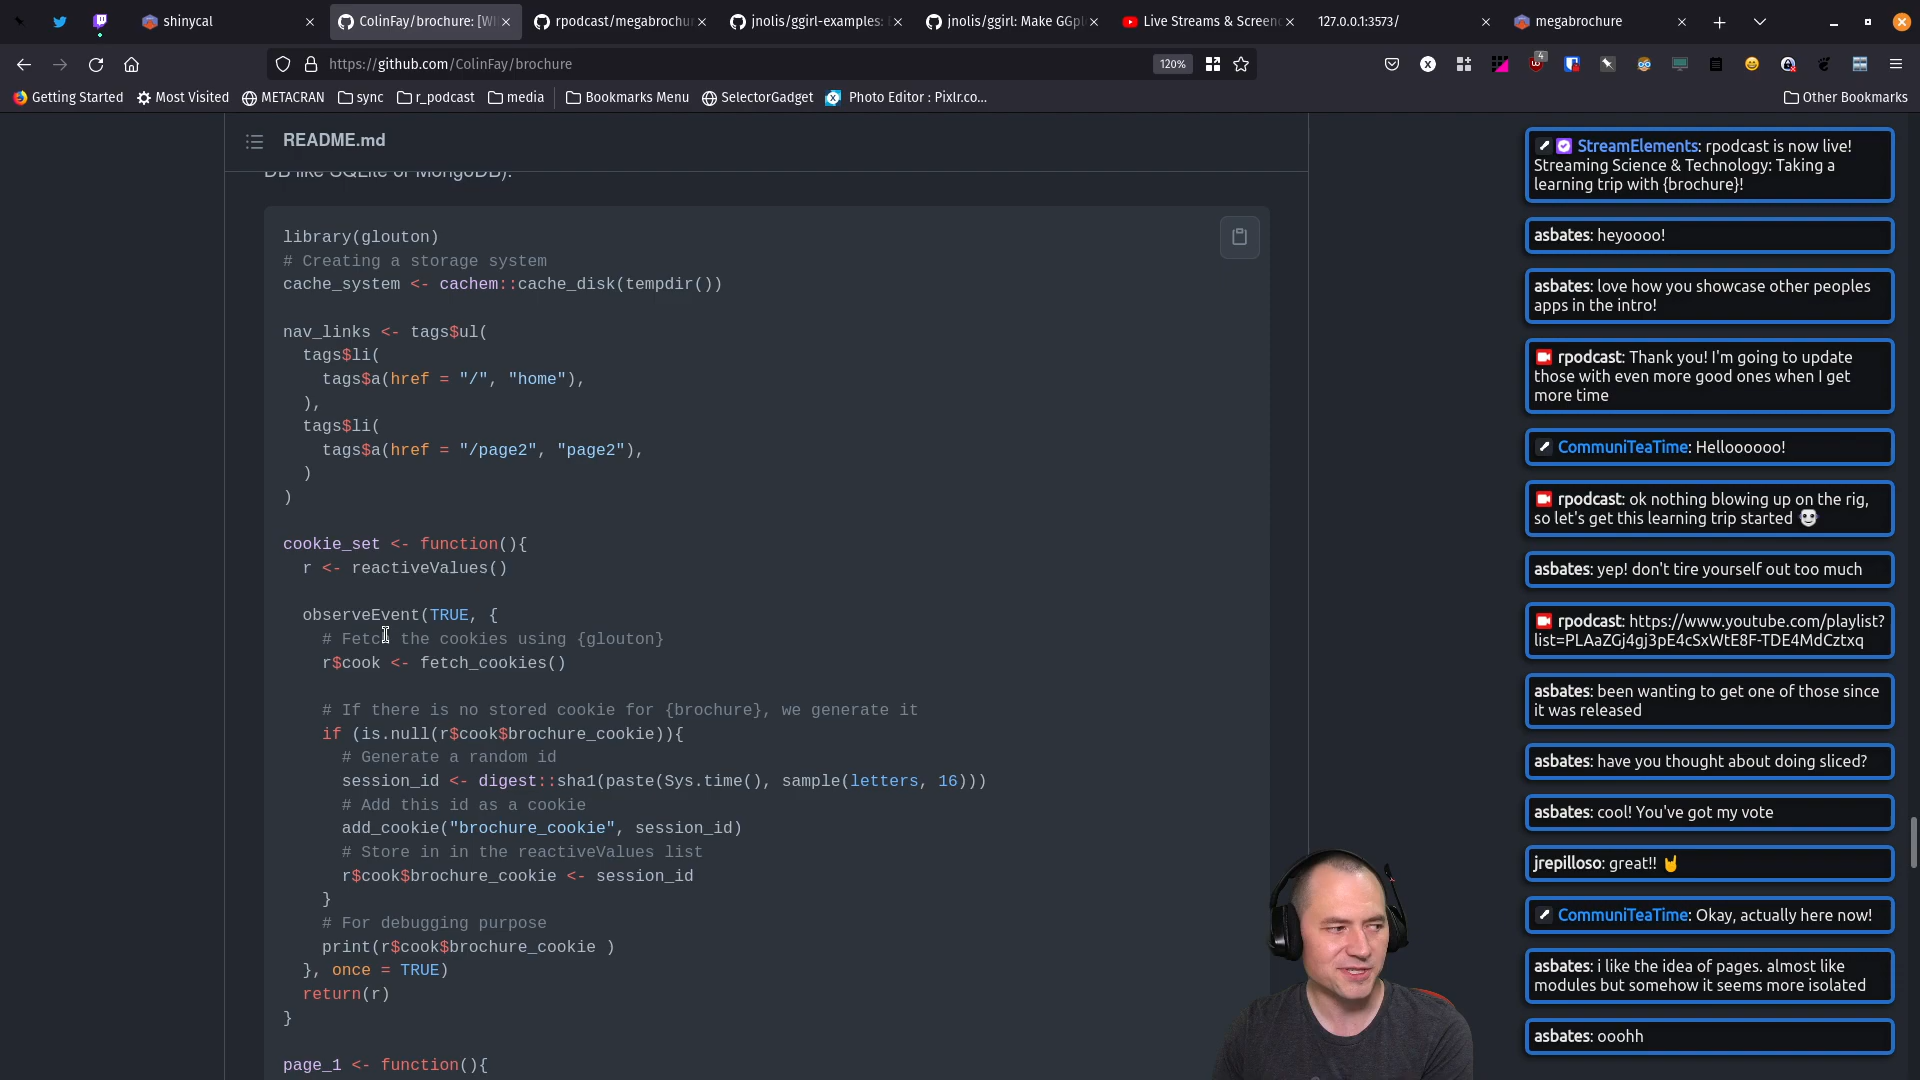 shinycal
ColinFay/brochure: [WI
rpodcast/megabrochur
jnolis/ggirl-examples: E
jnolis/ggirl: Make GGpl
Live Streams & Screenc
127.0.0.1:3573/
megabrochure
https://github.com/ColinFay/brochure
120%
4
Getting Started
Most Visited
METACRAN
sync
r_podcast
media
Bookmarks Menu
SelectorGadget
Photo Editor : Pixlr.co...
Other Bookmarks
README.md
DB like SQLite or MongoDB).
library(glouton)
# Creating a storage system
cache_system <- cachem::cache_disk(tempdir())
nav_links <- tags$ul(
tags$li(
tags$a(href = "/", "home"),
),
tags$li(
tags$a(href = "/page2", "page2"),
)
)
cookie_set <- function(){
r <- reactiveValues()
observeEvent(TRUE, {
# Fetch the cookies using {glouton}
r$cook <- fetch_cookies()
# If there is no stored cookie for {brochure}, we generate it
if (is.null(r$cook$brochure_cookie)){
# Generate a random id
session_id <- digest::sha1(paste(Sys.time(), sample(letters, 16)))
# Add this id as a cookie
add_cookie("brochure_cookie", session_id)
# Store in in the reactiveValues list
r$cook$brochure_cookie <- session_id
}
# For debugging purpose
print(r$cook$brochure_cookie )
}, once = TRUE)
return(r)
}
page_1 <- function(){
StreamElements: rpodcast is now live!
Streaming Science & Technology: Taking a
learning trip with {brochure}!
asbates: heyoooo!
asbates: love how you showcase other peoples
apps in the intro!
rpodcast: Thank you! I'm going to update
those with even more good ones when I get
more time
CommuniTeaTime: Helloooooo!
rpodcast: ok nothing blowing up on the rig,
so let's get this learning trip started
asbates: yep! don't tire yourself out too much
rpodcast: https://www.youtube.com/playlist?
list=PLAaZGj4gj3pE4cSxWtE8F-TDE4MdCztxq
asbates: been wanting to get one of those since
it was released
asbates: have you thought about doing sliced?
asbates: cool! You've got my vote
jrepilloso: great!! 🤘
CommuniTeaTime: Okay, actually here now!
asbates: i like the idea of pages. almost like
modules but somehow it seems more isolated
asbates: ooohh